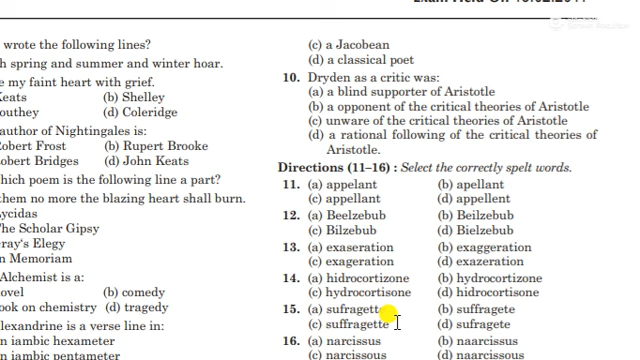 wrote the following lines?
h spring and summer and winter hoar.
e my faint heart with grief.
Keats (b) Shelley
outhey (d) Coleridge
author of Nightingales is:
obert Frost (b) Rupert Brooke
obert Bridges (d) John Keats
hich poem is the following line a part?
them no more the blazing heart shall burn.
ycidas
he Scholar Gipsy
ray's Elegy
n Memoriam
Alchemist is a:
ovel (b) comedy
ook on chemistry (d) tragedy
lexandrine is a verse line in:
n iambic hexameter
n iambic pentameter
(c) a Jacobean
(d) a classical poet
10. Dryden as a critic was:
(a) a blind supporter of Aristotle
(b) a opponent of the critical theories of Aristotle
(c) unware of the critical theories of Aristotle
(d) a rational following of the critical theories of
Aristotle.
Directions (11–16) : Select the correctly spelt words.
11. (a) appelant (b) apellant
(c) appellant (d) appellent
12. (a) Beelzebub (b) Beilzebub
(c) Bilzebub (d) Bielzebub
13. (a) exaseration (b) exaggeration
(c) exageration (d) exazeration
14. (a) hidrocortizone (b) hydrocortizone
(c) hydrocortisone (d) hidrocortisone
15. (a) sufragette (b) suffragete
(c) suffragette (d) sufragete
16. (a) narcissus (b) naarcissus
(c) narcissous (d) naarcissous